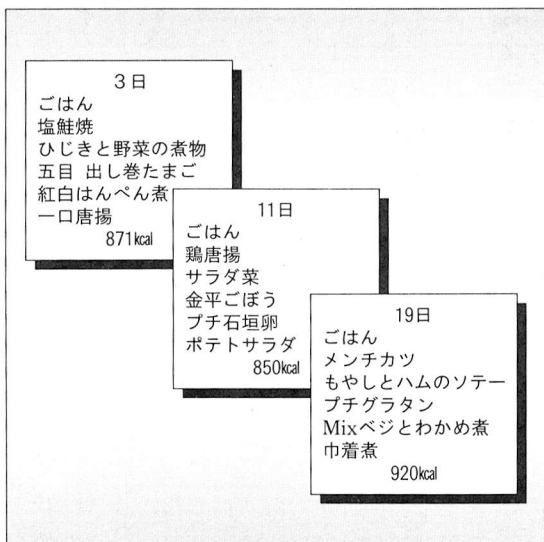 3日
ごはん
塩鮭焼
ひじきと野菜の煮物
五目 出し巻たまご
紅白はんぺん煮
一口唐揚
871kcal
11日
ごはん
鶏唐揚
サラダ菜
金平ごぼう
プチ石垣卵
ポテトサラダ
850kcal
19日
ごはん
メンチカツ
もやしとハムのソテー
プチグラタン
Mixベジとわかめ煮
巾着煮
920kcal